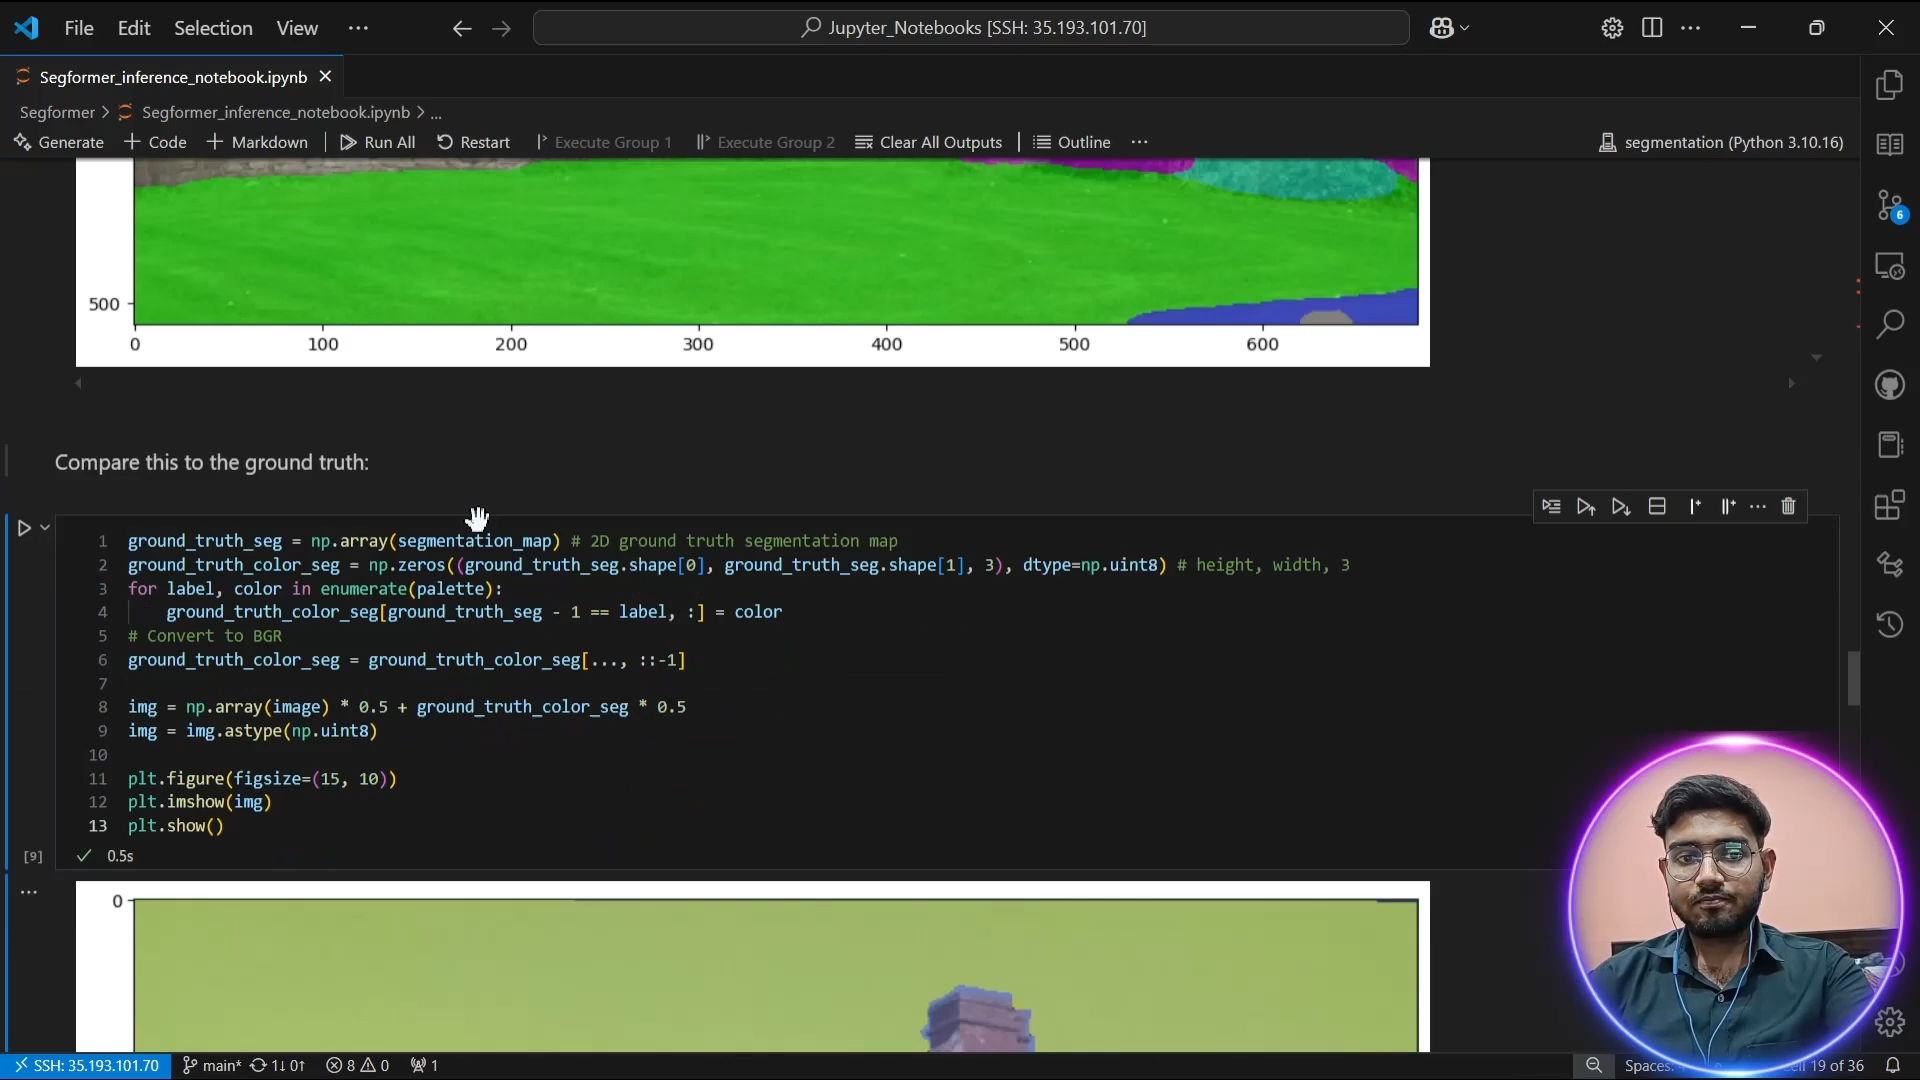 File Edit Selection View ... Jupyter_Notebooks [SSH: 35.193.101.70]
Segformer_inference_notebook.ipynb
Segformer > Segformer_inference_notebook.ipynb > ...
Generate + Code + Markdown Run All Restart Execute Group 1 Execute Group 2 Clear All Outputs Outline ... segmentation (Python 3.10.16)
6
500
0 100 200 300 400 500 600
Compare this to the ground truth:
1 ground_truth_seg = np.array(segmentation_map) # 2D ground truth segmentation map
2 ground_truth_color_seg = np.zeros((ground_truth_seg.shape[0], ground_truth_seg.shape[1], 3), dtype=np.uint8) # height, width, 3
3 for label, color in enumerate(palette):
4 ground_truth_color_seg[ground_truth_seg - 1 == label, :] = color
5 # Convert to BGR
6 ground_truth_color_seg = ground_truth_color_seg[..., ::-1]
7
8 img = np.array(image) * 0.5 + ground_truth_color_seg * 0.5
9 img = img.astype(np.uint8)
10
11 plt.figure(figsize=(15, 10))
12 plt.imshow(img)
13 plt.show()
[9] 0.5s
0
SSH: 35.193.101.70 main* 1↓ 0↑ 8 0 1 Spaces: 19 of 36